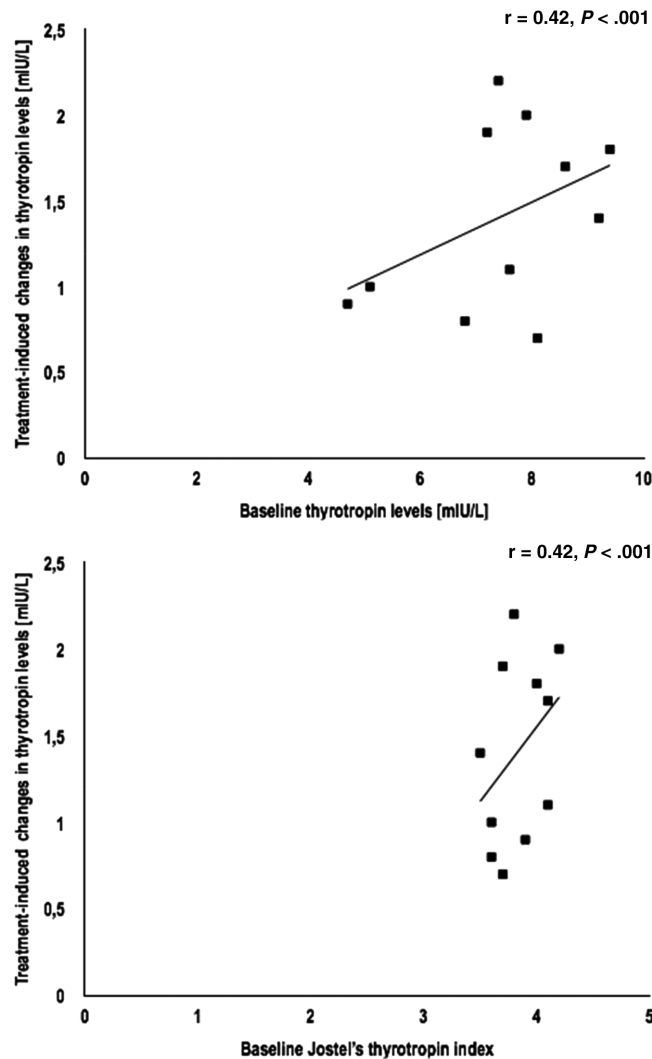 r = 0.42, P < .001
2,5
2
1,5
1
0,5
0
Treatment-induced changes in thyrotropin levels [mIU/L]
0 2 4 6 8 10
Baseline thyrotropin levels [mIU/L]
r = 0.42, P < .001
2,5
2
1,5
1
0,5
0
Treatment-induced changes in thyrotropin levels [mIU/L]
0 1 2 3 4 5
Baseline Jostel's thyrotropin index